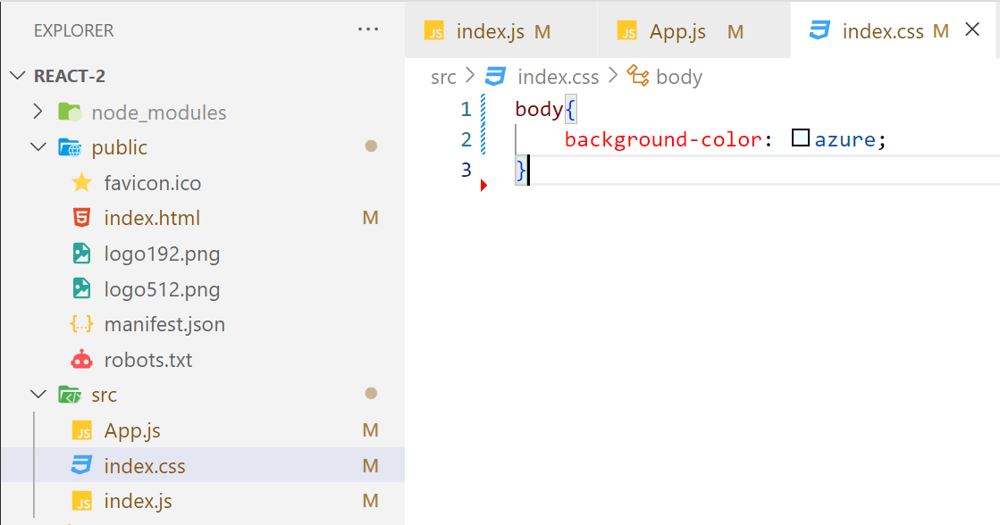 EXPLORER ···
REACT-2
node_modules
public
favicon.ico
index.html M
logo192.png
logo512.png
manifest.json
robots.txt
src
App.js M
index.css M
index.js M
JS index.js M
JS App.js M
index.css M ×
src > index.css > body
1 body{
2     background-color: azure;
3 }